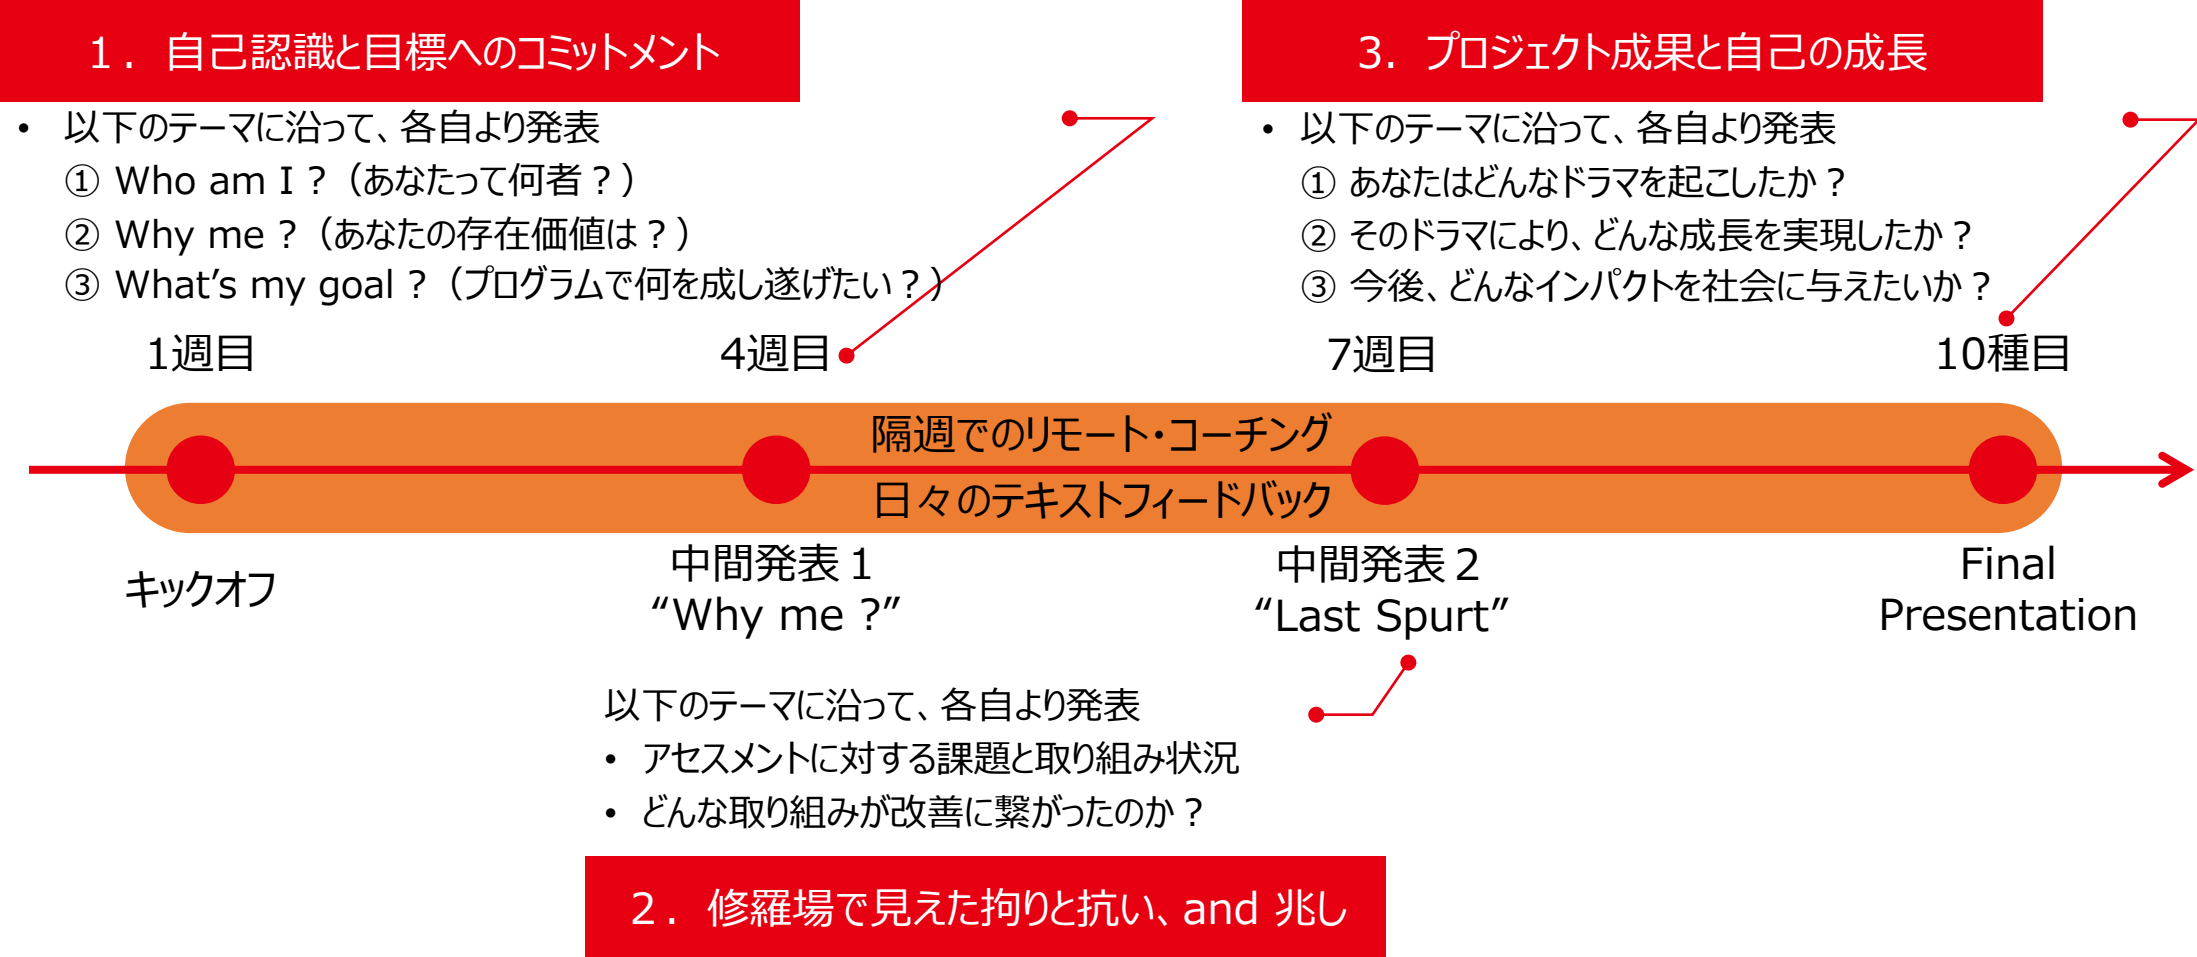 １．自己認識と目標へのコミットメント
• 以下のテーマに沿って、各自より発表
① Who am I？（あなたって何者？）
② Why me？（あなたの存在価値は？）
③ What’s my goal？（プログラムで何を成し遂げたい？）
3．プロジェクト成果と自己の成長
• 以下のテーマに沿って、各自より発表
① あなたはどんなドラマを起こしたか？
② そのドラマにより、どんな成長を実現したか？
③ 今後、どんなインパクトを社会に与えたいか？
1週目
4週目
7週目
10種目
隔週でのリモート・コーチング
日々のテキストフィードバック
キックオフ
中間発表１
“Why me ?”
中間発表２
“Last Spurt”
Final
Presentation
以下のテーマに沿って、各自より発表
• アセスメントに対する課題と取り組み状況
• どんな取り組みが改善に繋がったのか？
２．修羅場で見えた拘りと抗い、and 兆し